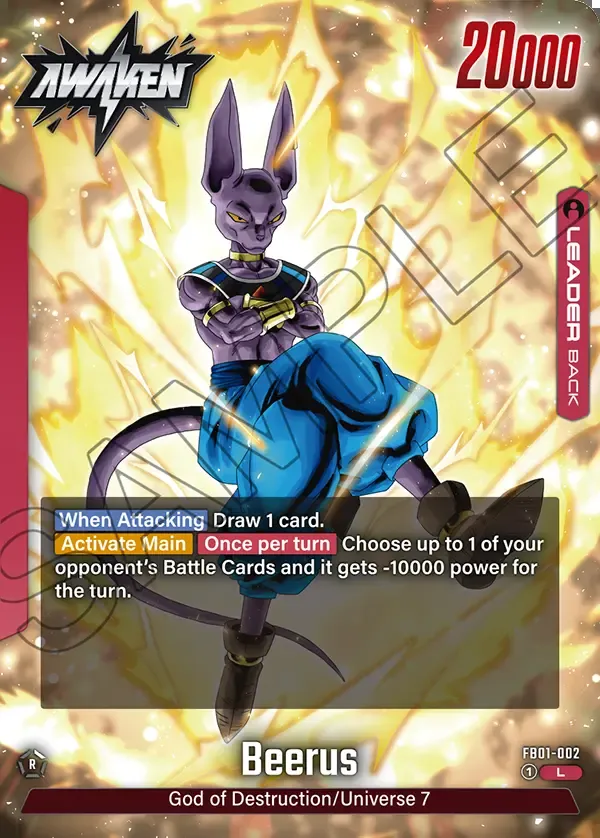 AWAKEN
20000
LEADER BACK
When Attacking Draw 1 card.
Activate Main Once per turn Choose up to 1 of your
opponent's Battle Cards and it gets -10000 power for
the turn.
SAMPLE
R
Beerus
FB01-002
1 L
God of Destruction/Universe 7